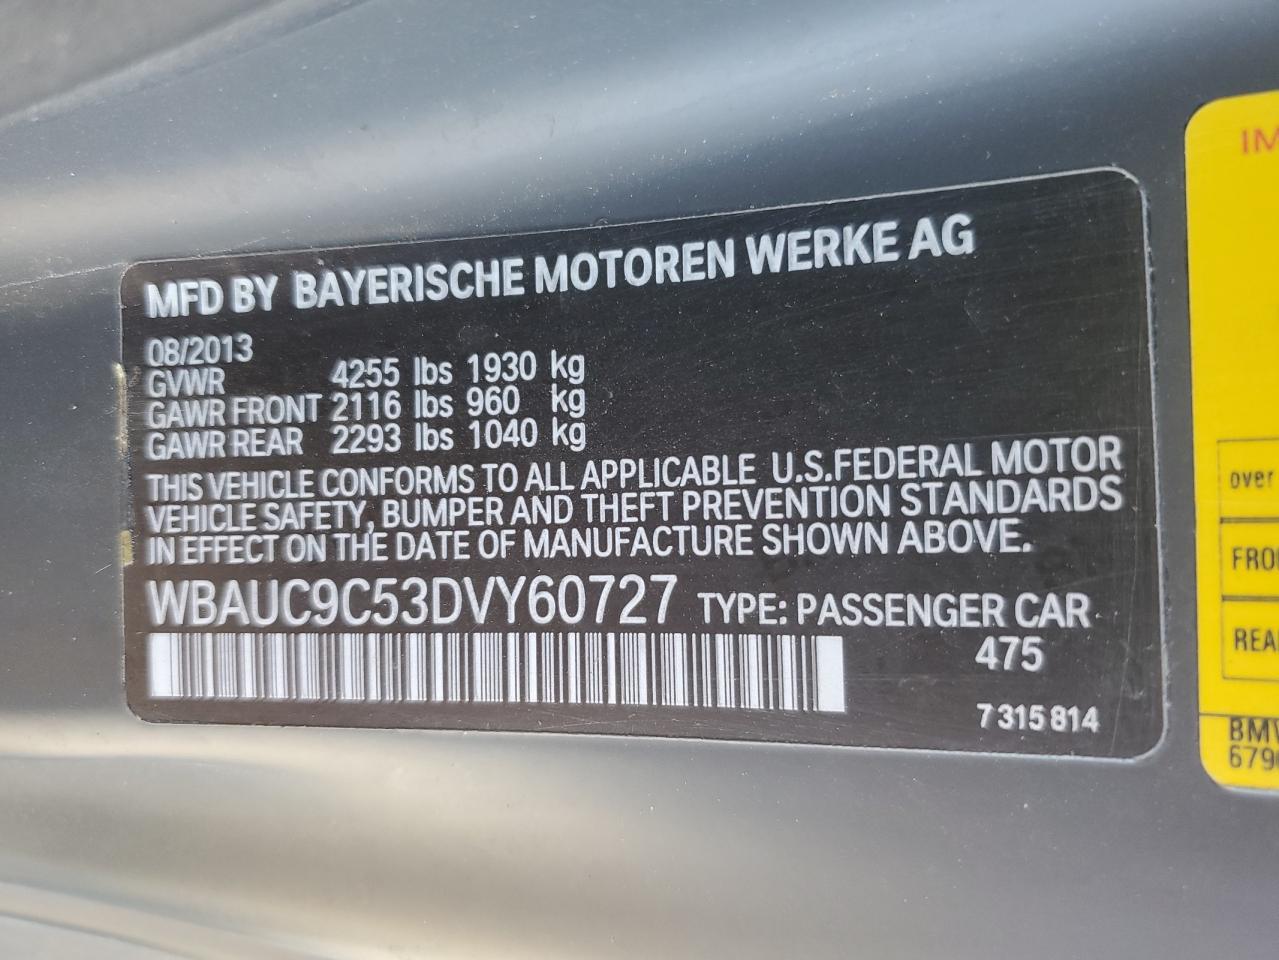 MFD BY BAYERISCHE MOTOREN WERKE AG
08/2013
GVWR 4255 lbs 1930 kg
GAWR FRONT 2116 lbs 960 kg
GAWR REAR 2293 lbs 1040 kg
THIS VEHICLE CONFORMS TO ALL APPLICABLE U.S.FEDERAL MOTOR
VEHICLE SAFETY, BUMPER AND THEFT PREVENTION STANDARDS
IN EFFECT ON THE DATE OF MANUFACTURE SHOWN ABOVE.
WBAUC9C53DVY60727 TYPE: PASSENGER CAR
475
7 315 814
over
BMW